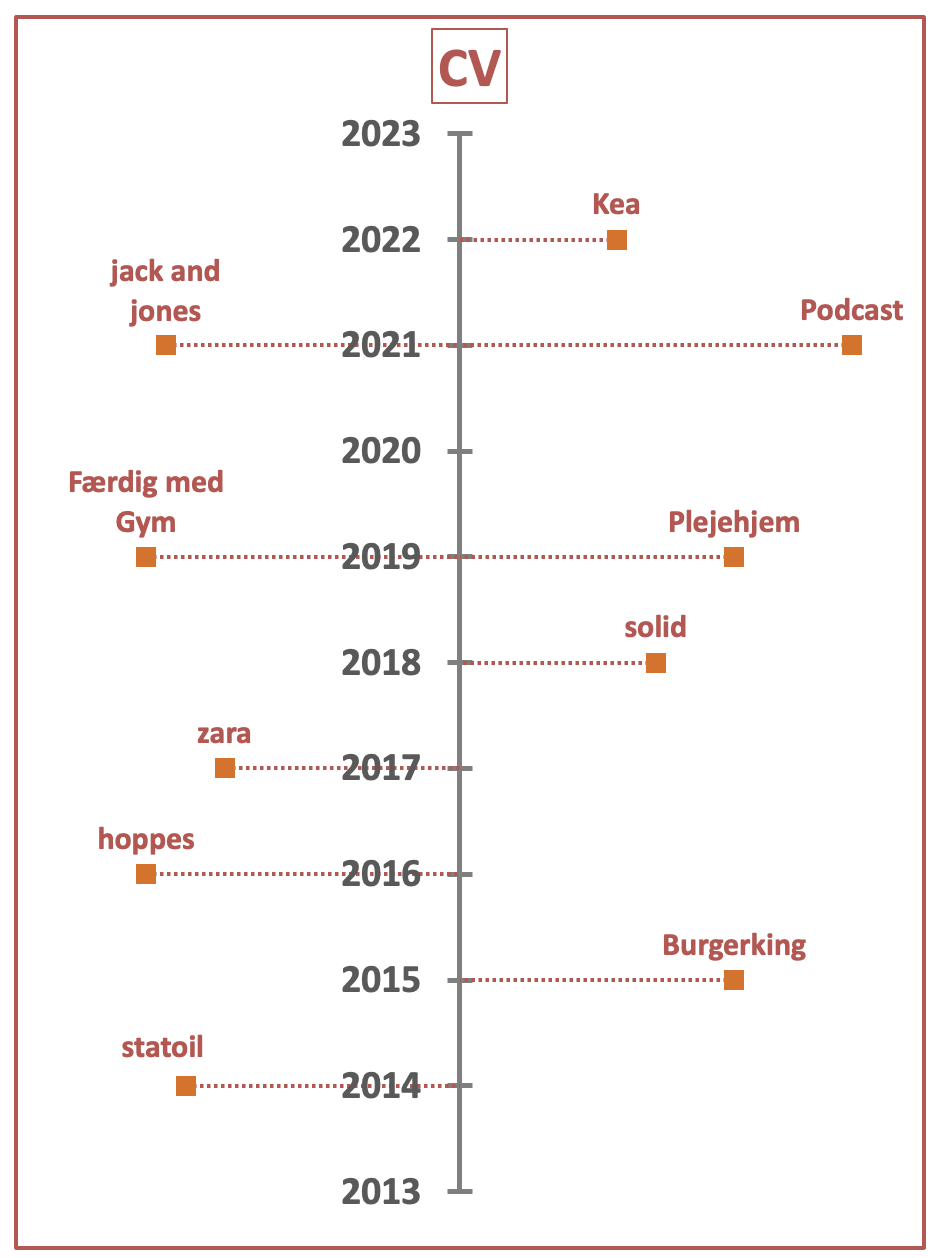 CV
2023
Kea
2022
jack and
jones
Podcast
2021
2020
Færdig med
Gym
Plejehjem
2019
solid
2018
zara
2017
hoppes
2016
Burgerking
2015
statoil
2014
2013